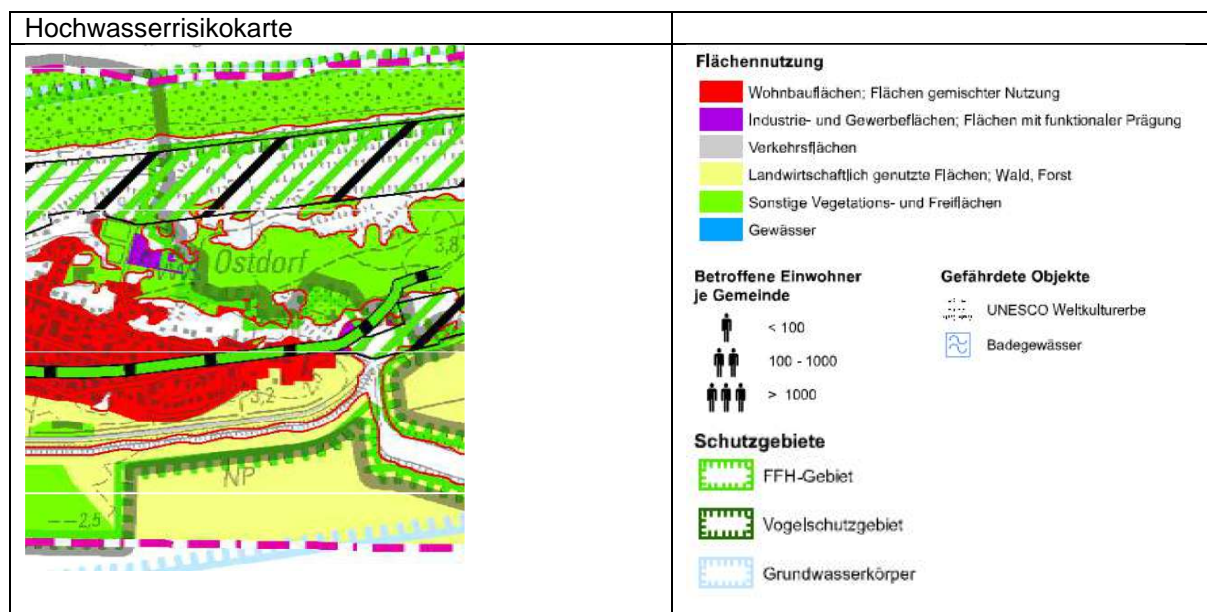 Hochwasserrisikokarte
Ostdorf
3,8
3,2
NP
2,5
Flächennutzung
Wohnbauflächen; Flächen gemischter Nutzung
Industrie- und Gewerbeflächen; Flächen mit funktionaler Prägung
Verkehrsflächen
Landwirtschaftlich genutzte Flächen; Wald, Forst
Sonstige Vegetations- und Freiflächen
Gewässer
Betroffene Einwohner
je Gemeinde
< 100
100 - 1000
> 1000
Gefährdete Objekte
UNESCO Weltkulturerbe
Badegewässer
Schutzgebiete
FFH-Gebiet
Vogelschutzgebiet
Grundwasserkörper